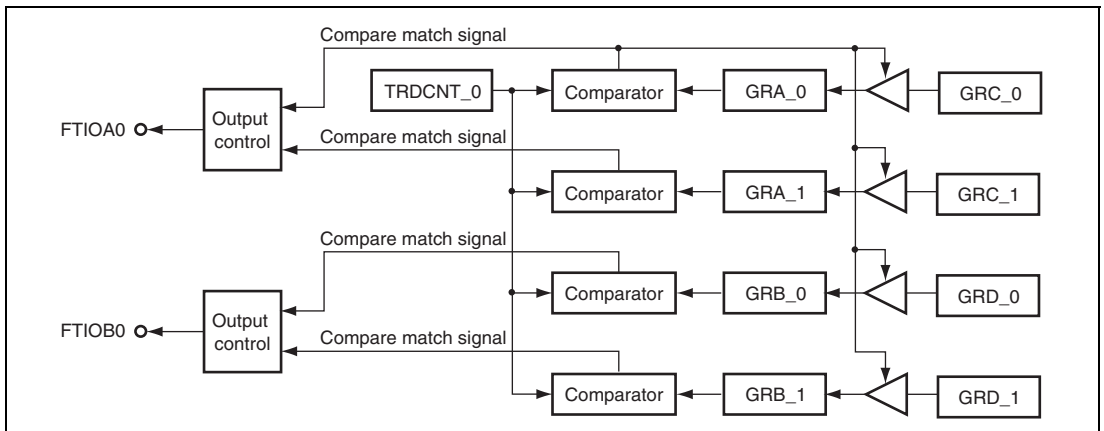 Compare match signal
TRDCNT_0
Comparator
GRA_0
GRC_0
FTIOA0
Output
control
Compare match signal
Comparator
GRA_1
GRC_1
Compare match signal
Comparator
GRB_0
GRD_0
FTIOB0
Output
control
Compare match signal
Comparator
GRB_1
GRD_1